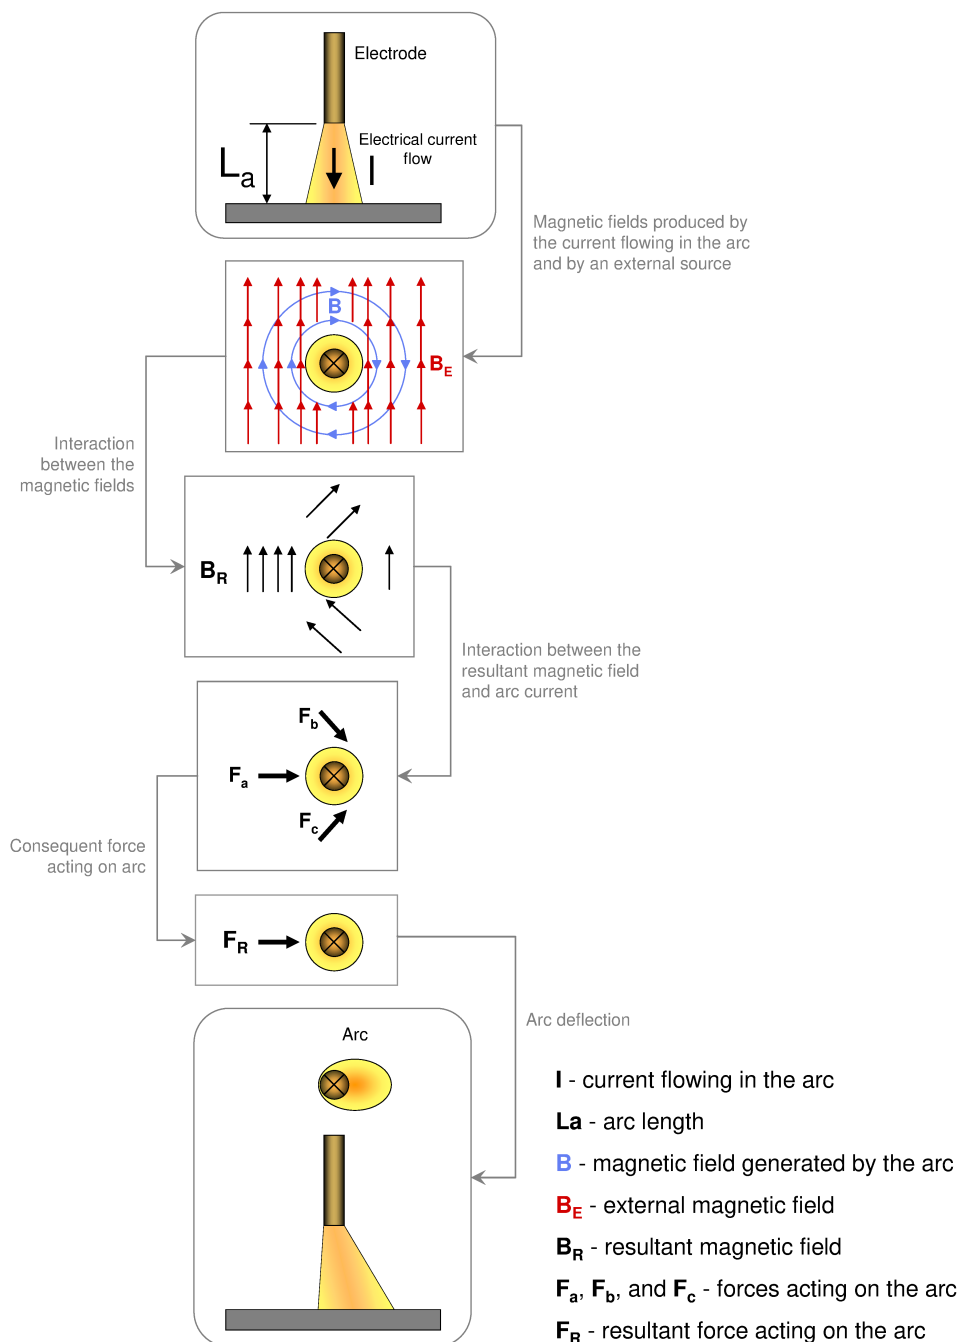 Electrode
Electrical current
flow
La
I
Magnetic fields produced by
the current flowing in the arc
and by an external source
B
BE
Interaction
between the
magnetic fields
BR
Interaction between the
resultant magnetic field
and arc current
Fb
Fa
Fc
Consequent force
acting on arc
FR
Arc deflection
Arc
I - current flowing in the arc
La - arc length
B - magnetic field generated by the arc
BE - external magnetic field
BR - resultant magnetic field
Fa, Fb, and Fc - forces acting on the arc
FR - resultant force acting on the arc